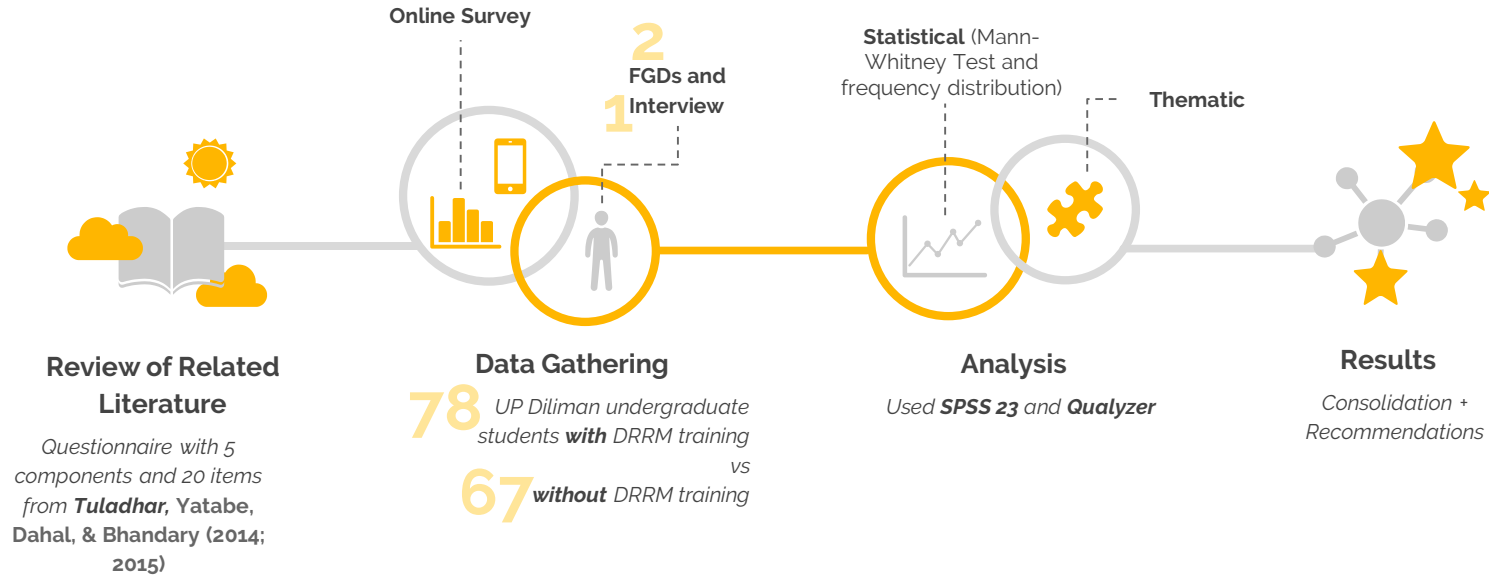 Online Survey
2
FGDs and
1 Interview
Statistical (Mann-
Whitney Test and
frequency distribution)
Thematic
Review of Related
Literature
Questionnaire with 5
components and 20 items
from Tuladhar, Yatabe,
Dahal, & Bhandary (2014;
2015)
Data Gathering
78 UP Diliman undergraduate
students with DRRM training
vs
67 without DRRM training
Analysis
Used SPSS 23 and Qualyzer
Results
Consolidation +
Recommendations